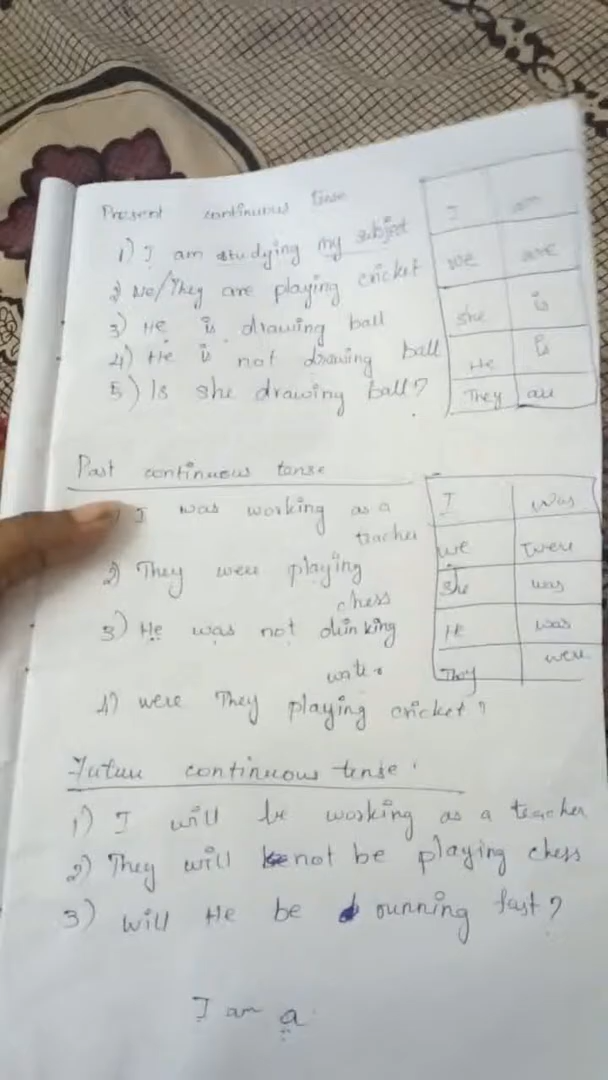 Present continuous Tense
1) I am studying my subject
2) We/They are playing cricket
3) He is drawing ball
4) He is not drawing ball
5) Is she drawing ball?
I am
we are
she is
He is
They are
Past continuous tense
1) I was working as a
teacher
2) They were playing
chess
3) He was not drinking
water
4) were They playing cricket?
I was
we were
She was
He was
They were
Future continuous tense
1) I will be working as a teacher
2) They will not be playing chess
3) will He be running fast?
I am a